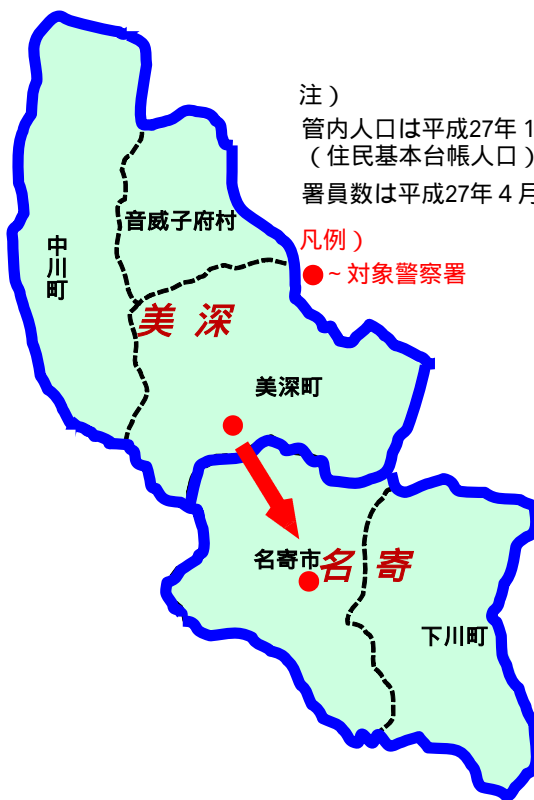 注）
管内人口は平成27年1
（住民基本台帳人口）
署員数は平成27年4月
凡例）
●~対象警察署
音威子府村
中川町
美深
美深町
名寄市
名寄
下川町